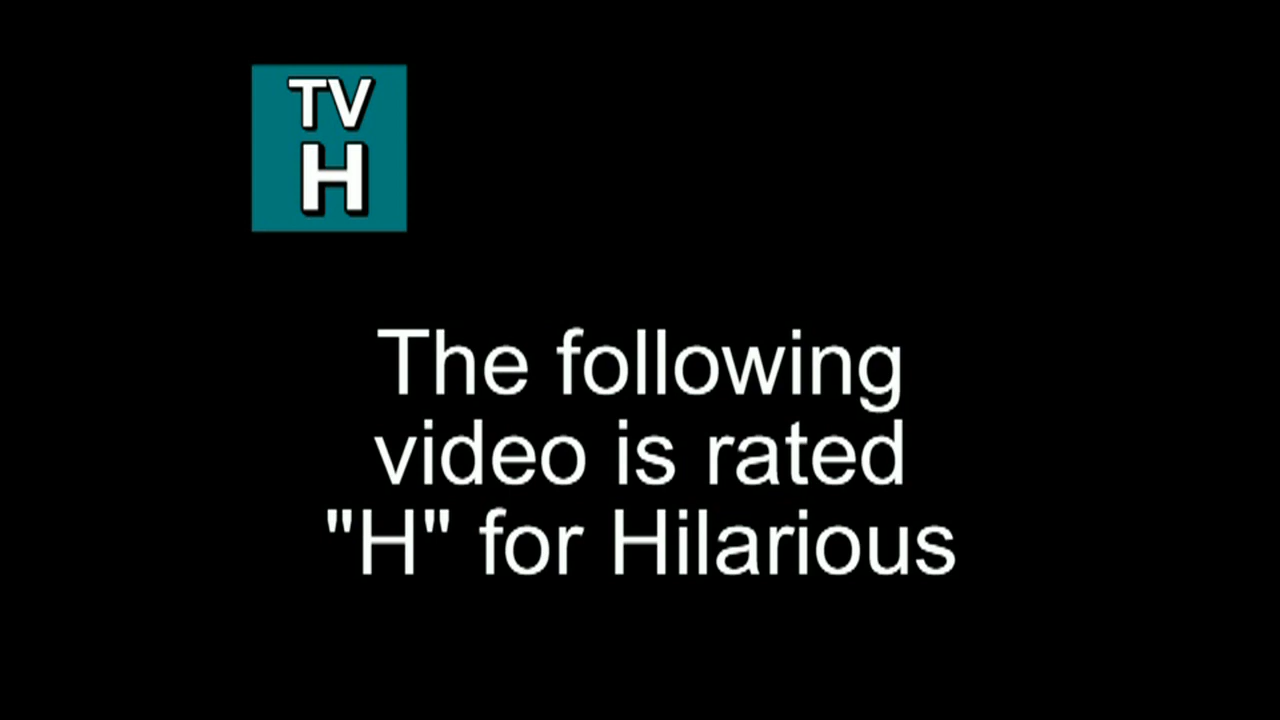 TV
H
The following
video is rated
"H" for Hilarious